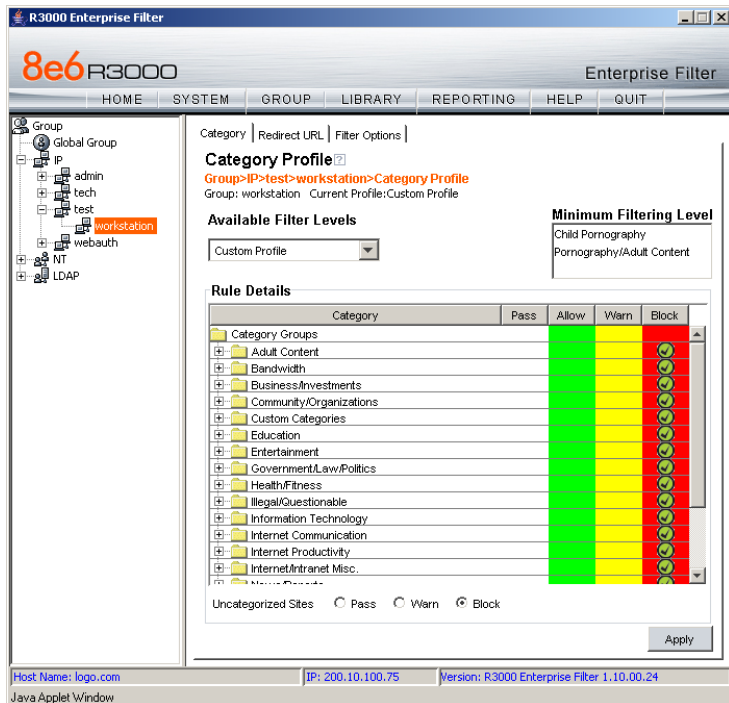 R3000 Enterprise Filter
8e6 R3000
Enterprise Filter
HOME SYSTEM GROUP LIBRARY REPORTING HELP QUIT
Group
Global Group
IP
admin
tech
test
workstation
webauth
NT
LDAP
Category Redirect URL Filter Options
Category Profile ?
Group>IP>test>workstation>Category Profile
Group: workstation Current Profile:Custom Profile
Available Filter Levels
Custom Profile
Minimum Filtering Level
Child Pornography
Pornography/Adult Content
Rule Details
Category Pass Allow Warn Block
Category Groups
Adult Content
Bandwidth
Business/Investments
Community/Organizations
Custom Categories
Education
Entertainment
Government/Law/Politics
Health/Fitness
Illegal/Questionable
Information Technology
Internet Communication
Internet Productivity
Internet/Intranet Misc.
Uncategorized Sites Pass Warn Block
Apply
Host Name: logo.com IP: 200.10.100.75 Version: R3000 Enterprise Filter 1.10.00.24
Java Applet Window